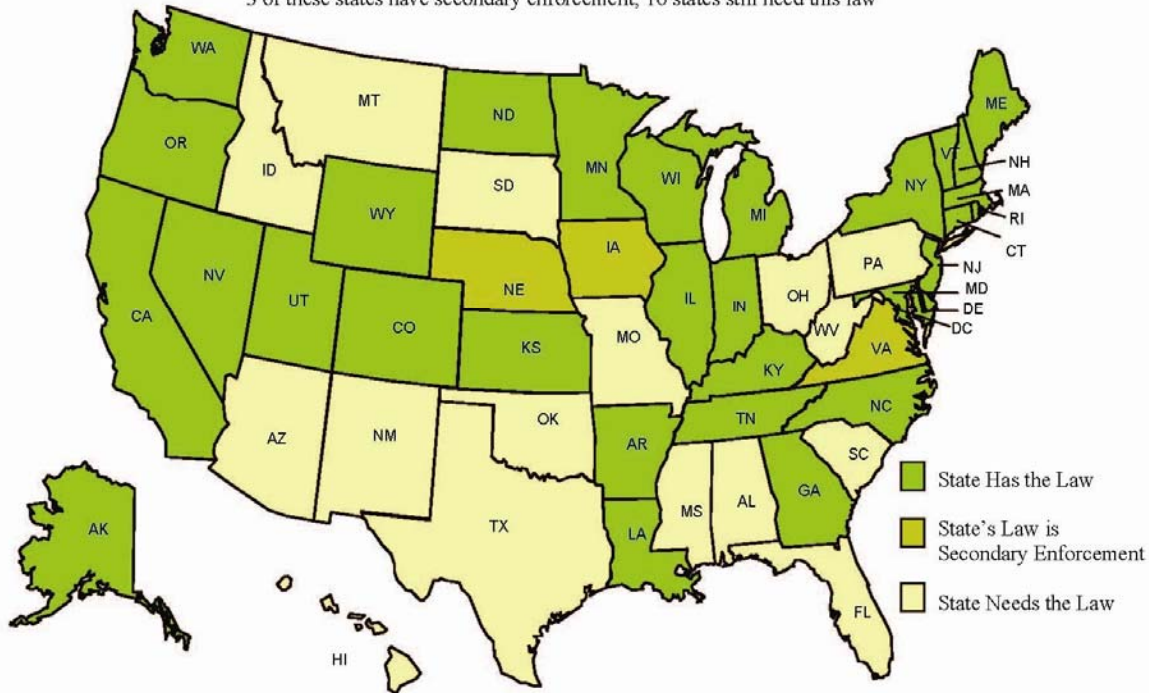 3 of these states have secondary enforcement; 16 states still need this law
WA
MT
ND
ME
OR
ID
MN
VT
NH
SD
WI
NY
MA
WY
MI
RI
CT
IA
PA
NJ
NV
NE
OH
MD
UT
IL
IN
DE
CA
CO
WV
DC
KS
MO
VA
KY
NC
TN
OK
AZ
NM
AR
SC
State Has the Law
MS
AL
GA
AK
TX
LA
State's Law is
Secondary Enforcement
State Needs the Law
FL
HI